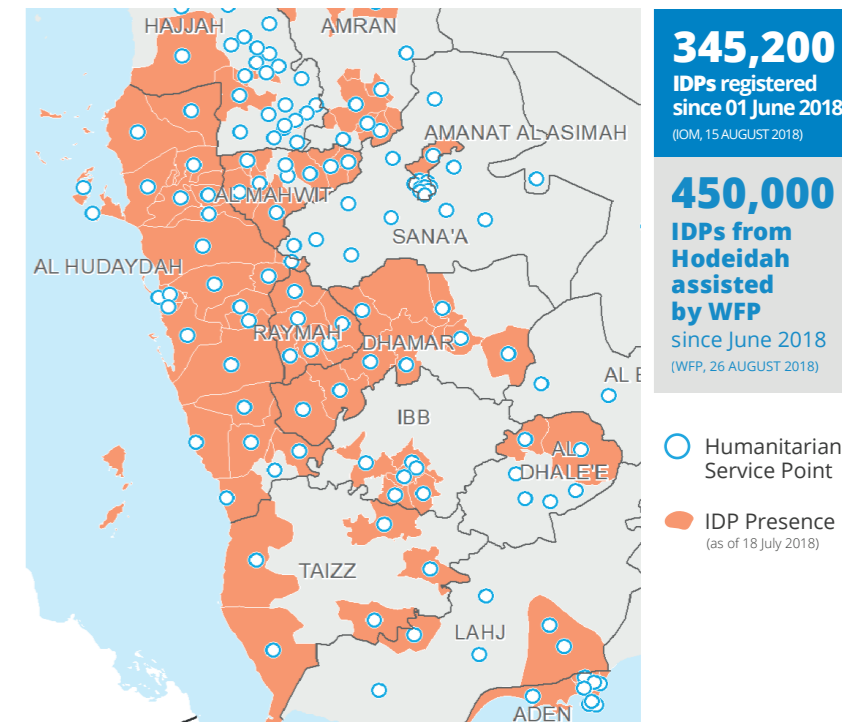 HAJJAH
AMRAN
AMANAT AL ASIMAH
AL MAHWIT
SANA'A
AL HUDAYDAH
RAYMAH
DHAMAR
AL
IBB
AL
DHALE'E
TAIZZ
LAHJ
ADEN
345,200
IDPs registered
since 01 June 2018
(IOM, 15 AUGUST 2018)
450,000
IDPs from
Hodeidah
assisted
by WFP
since June 2018
(WFP, 26 AUGUST 2018)
Humanitarian
Service Point
IDP Presence
(as of 18 July 2018)